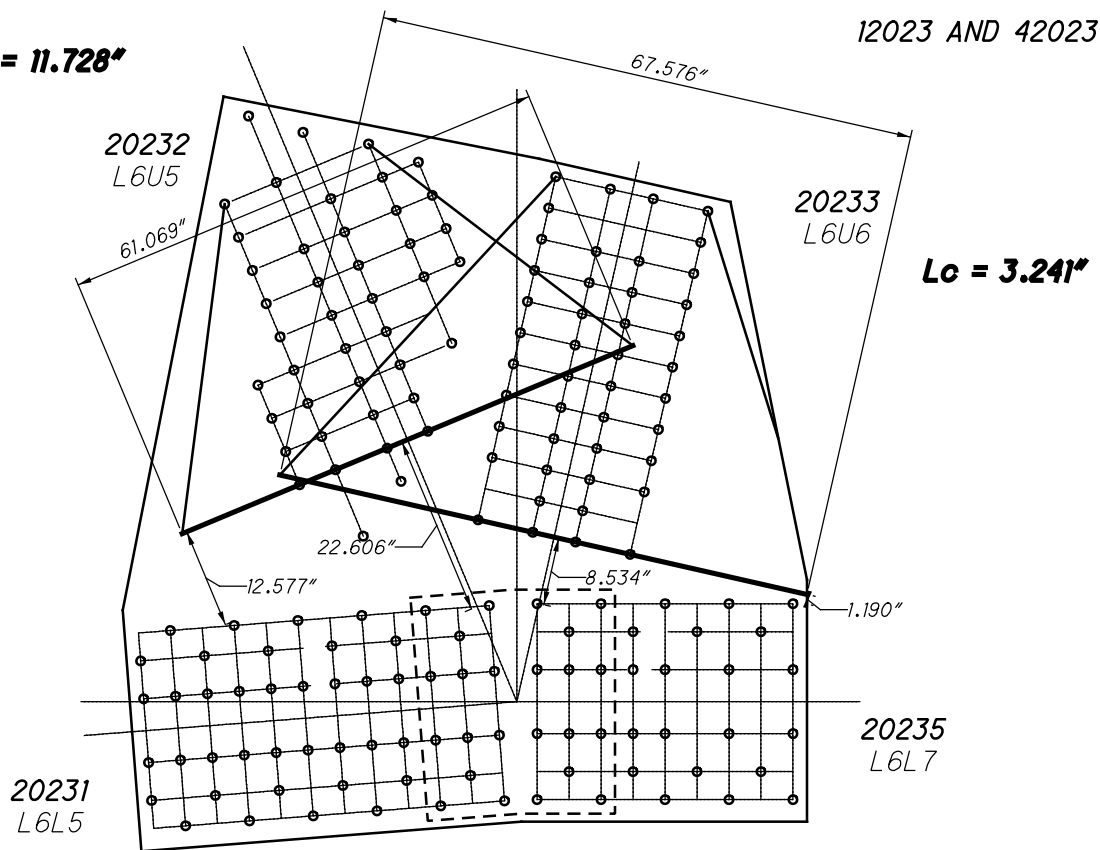 12023 AND 42023
= 11.728"
67.576"
20232
L6U5
20233
L6U6
61.069"
Lc = 3.241"
22.606"
12.577"
8.534"
1.190"
20235
L6L7
20231
L6L5